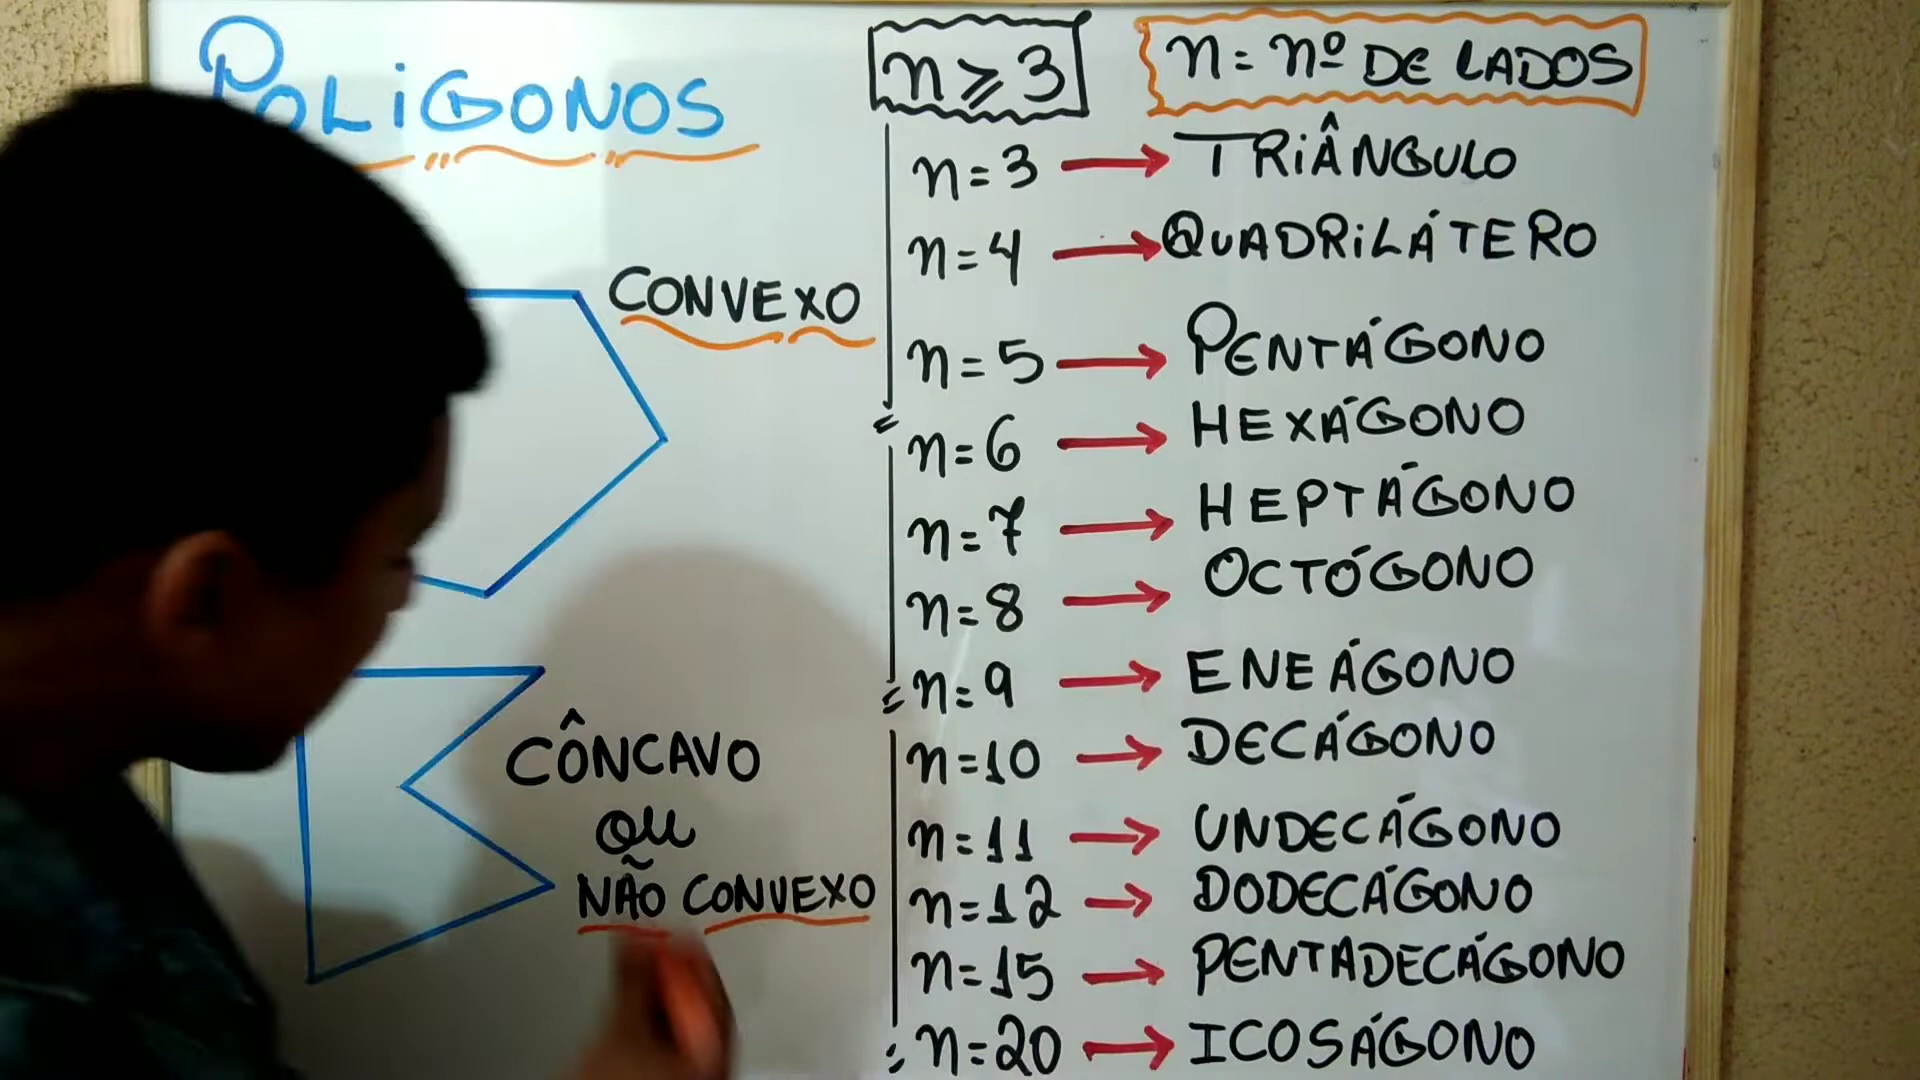 POLIGONOS
n ⩾ 3
n = nº DE LADOS
CONVEXO
CÔNCAVO
ou
NÃO CONVEXO
n = 3 → TRIÂNGULO
n = 4 → QUADRILÁTERO
n = 5 → PENTÁGONO
n = 6 → HEXÁGONO
n = 7 → HEPTÁGONO
n = 8 → OCTÓGONO
n = 9 → ENEÁGONO
n = 10 → DECÁGONO
n = 11 → UNDECÁGONO
n = 12 → DODECÁGONO
n = 15 → PENTADECÁGONO
n = 20 → ICOSÁGONO